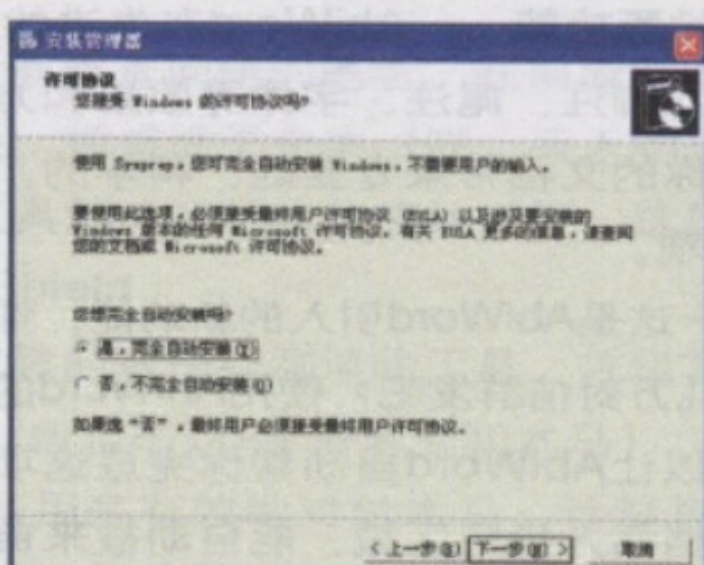 安装管理器
许可协议
您接受 Windows 的许可协议吗?
使用 Sysprep，您可完全自动安装 Windows，不需要用户的输入。
要使用此选项，必须接受最终用户许可协议 (EULA) 以及涉及要安装的
Windows 版本的任何 Microsoft 许可协议。有关 EULA 更多的信息，请查阅
您的文档或 Microsoft 许可协议。
您想完全自动安装吗?
是，完全自动安装(Y)
否，不完全自动安装(O)
如果选“否”，最终用户必须接受最终用户许可协议。
<上一步(B) 下一步(N) > 取消